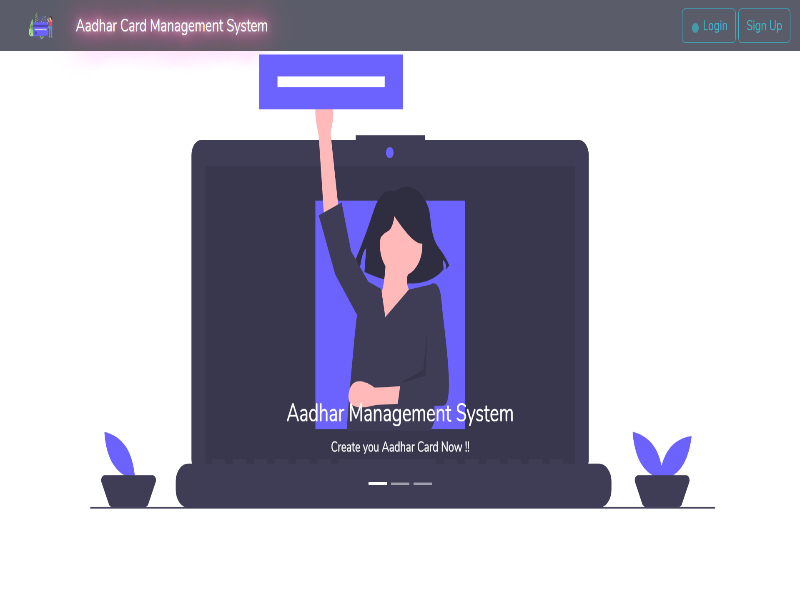 Aadhar Card Management System
Login
Sign Up
Aadhar Management System
Create you Aadhar Card Now !!